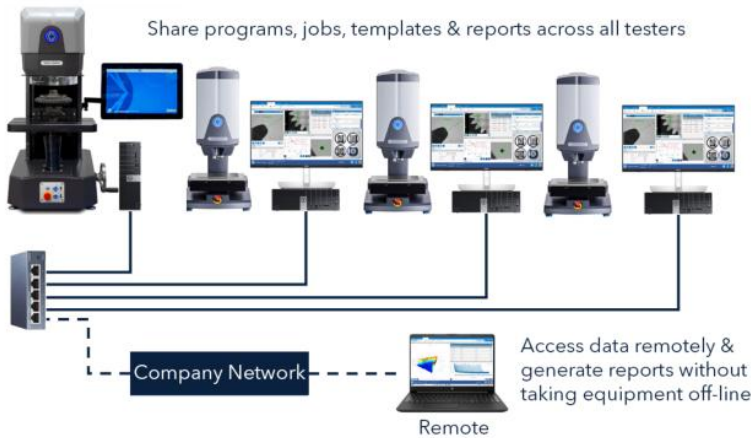 Share programs, jobs, templates & reports across all testers
Company Network
Access data remotely &
generate reports without
taking equipment off-line
Remote